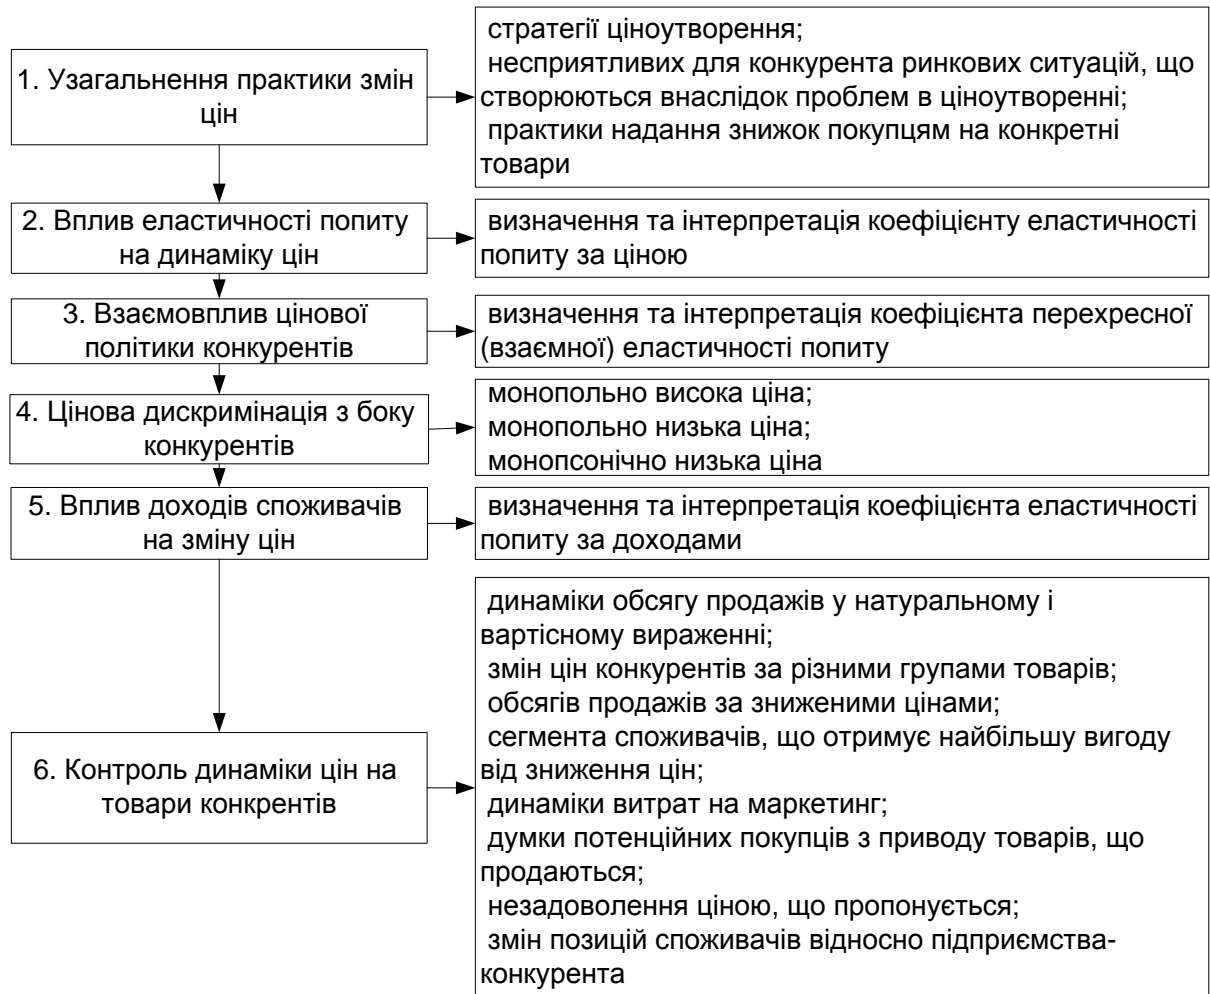 1. Узагальнення практики змін
цін
стратегії ціноутворення;
несприятливих для конкурента ринкових ситуацій, що
створюються внаслідок проблем в ціноутворенні;
практики надання знижок покупцям на конкретні
товари
2. Вплив еластичності попиту
на динаміку цін
визначення та інтерпретація коефіцієнту еластичності
попиту за ціною
3. Взаємовплив цінової
політики конкурентів
визначення та інтерпретація коефіцієнта перехресної
(взаємної) еластичності попиту
4. Цінова дискримінація з боку
конкурентів
монопольно висока ціна;
монопольно низька ціна;
монопсонічно низька ціна
5. Вплив доходів споживачів
на зміну цін
визначення та інтерпретація коефіцієнта еластичності
попиту за доходами
6. Контроль динаміки цін на
товари конкрентів
динаміки обсягу продажів у натуральному і
вартісному вираженні;
змін цін конкурентів за різними групами товарів;
обсягів продажів за зниженими цінами;
сегмента споживачів, що отримує найбільшу вигоду
від зниження цін;
динаміки витрат на маркетинг;
думки потенційних покупців з приводу товарів, що
продаються;
незадоволення ціною, що пропонується;
змін позицій споживачів відносно підприємства-
конкурента